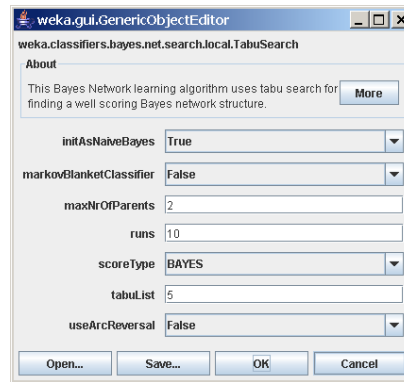 weka.gui.GenericObjectEditor
weka.classifiers.bayes.net.search.local.TabuSearch
About
This Bayes Network learning algorithm uses tabu search for
finding a well scoring Bayes network structure.
More
initAsNaiveBayes True
markovBlanketClassifier False
maxNrOfParents 2
runs 10
scoreType BAYES
tabuList 5
useArcReversal False
Open... Save... OK Cancel